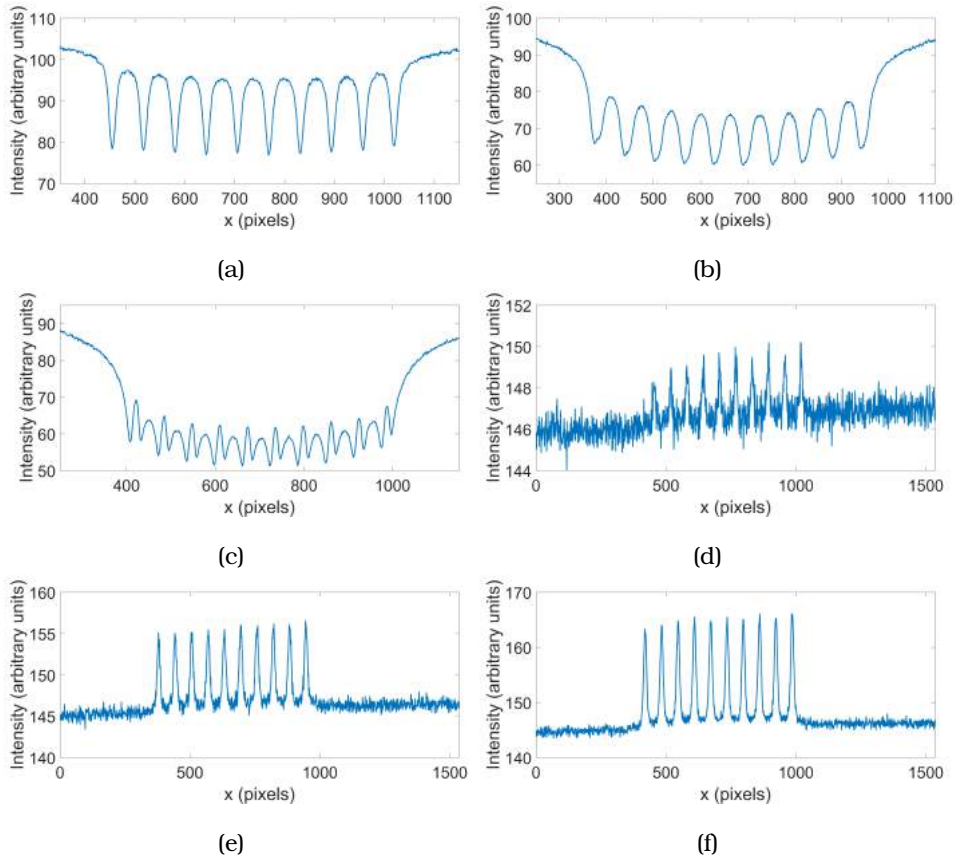 110
100
90
80
70
Intensity (arbitrary units)
400 500 600 700 800 900 1000 1100
x (pixels)
(a)
100
90
80
70
60
Intensity (arbitrary units)
300 400 500 600 700 800 900 1000 1100
x (pixels)
(b)
90
80
70
60
50
Intensity (arbitrary units)
400 600 800 1000
x (pixels)
(c)
152
150
148
146
144
Intensity (arbitrary units)
0 500 1000 1500
x (pixels)
(d)
160
155
150
145
140
Intensity (arbitrary units)
0 500 1000 1500
x (pixels)
(e)
170
160
150
140
Intensity (arbitrary units)
0 500 1000 1500
x (pixels)
(f)